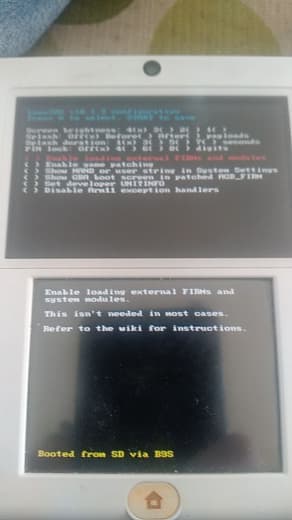 Luma3DS configuration
Press A to select, START to save
Screen brightness: 4(x) 3( ) 2( ) 1( )
Splash: Off(x) Before( ) After( ) payloads
Splash duration: 1(x) 3( ) 5( ) 7( ) seconds
PIN lock: Off(x) 4( ) 6( ) 8( ) digits
( ) Enable loading external FIRMs and modules
( ) Enable game patching
( ) Show NAND or user string in System Settings
( ) Show GBA boot screen in patched AGB_FIRM
( ) Set developer UNITINFO
( ) Disable Arm11 exception handlers
Enable loading external FIRMs and
system modules.
This isn't needed in most cases.
Refer to the wiki for instructions.
Booted from SD via B9S